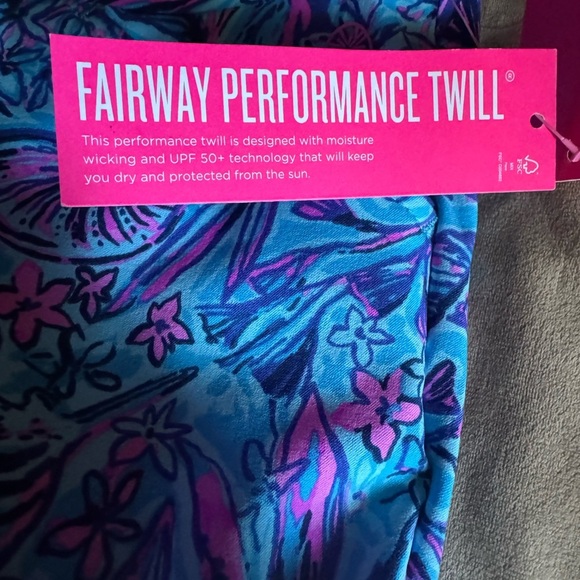 FAIRWAY PERFORMANCE TWILL®
This performance twill is designed with moisture
wicking and UPF 50+ technology that will keep
you dry and protected from the sun.
FSC